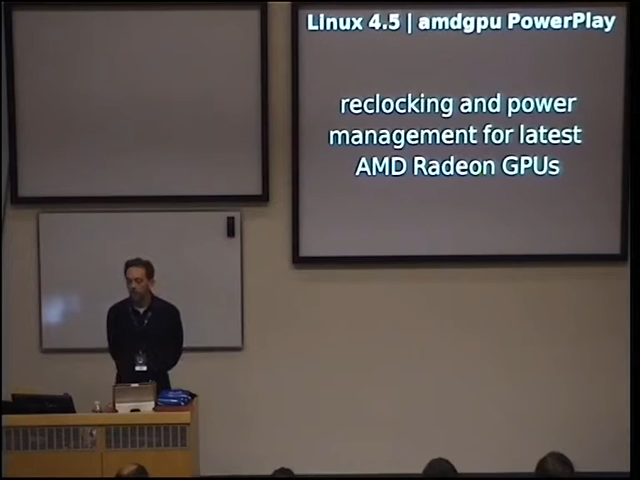 Linux 4.5 | amdgpu PowerPlay
reclocking and power
management for latest
AMD Radeon GPUs